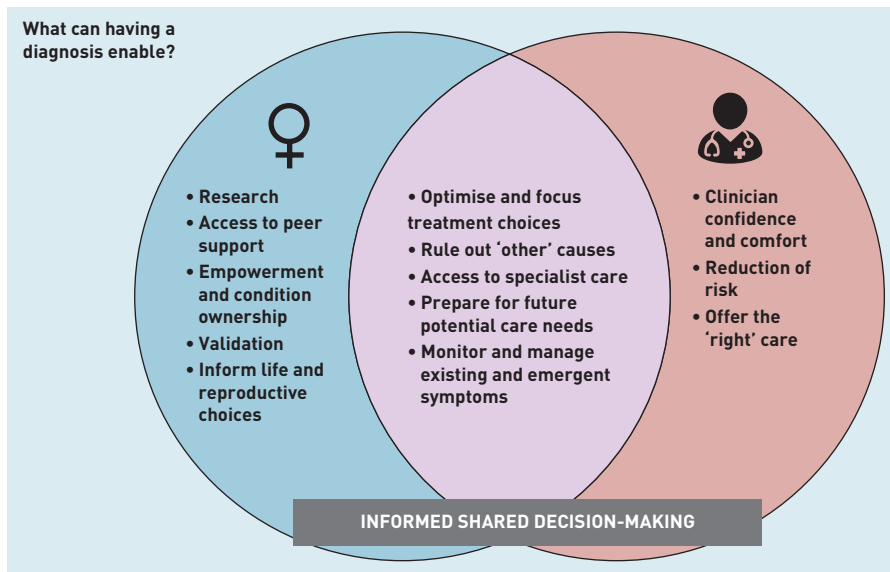 What can having a
diagnosis enable?
• Research
• Access to peer
support
• Empowerment
and condition
ownership
• Validation
• Inform life and
reproductive
choices
• Optimise and focus
treatment choices
• Rule out ‘other’ causes
• Access to specialist care
• Prepare for future
potential care needs
• Monitor and manage
existing and emergent
symptoms
• Clinician
confidence
and comfort
• Reduction of
risk
• Offer the
‘right’ care
INFORMED SHARED DECISION-MAKING